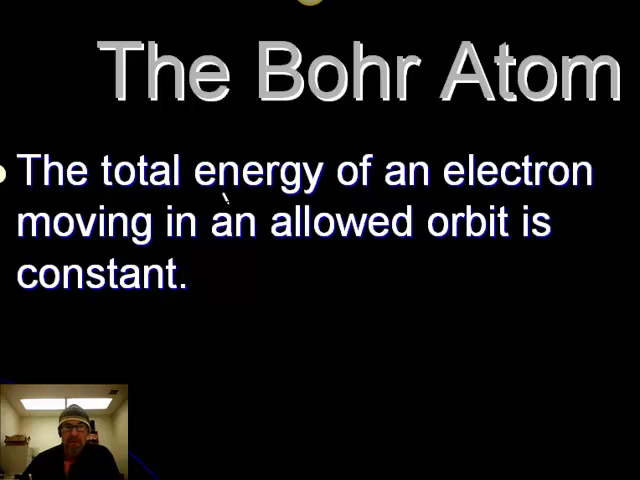 The Bohr Atom
The total energy of an electron
moving in an allowed orbit is
constant.